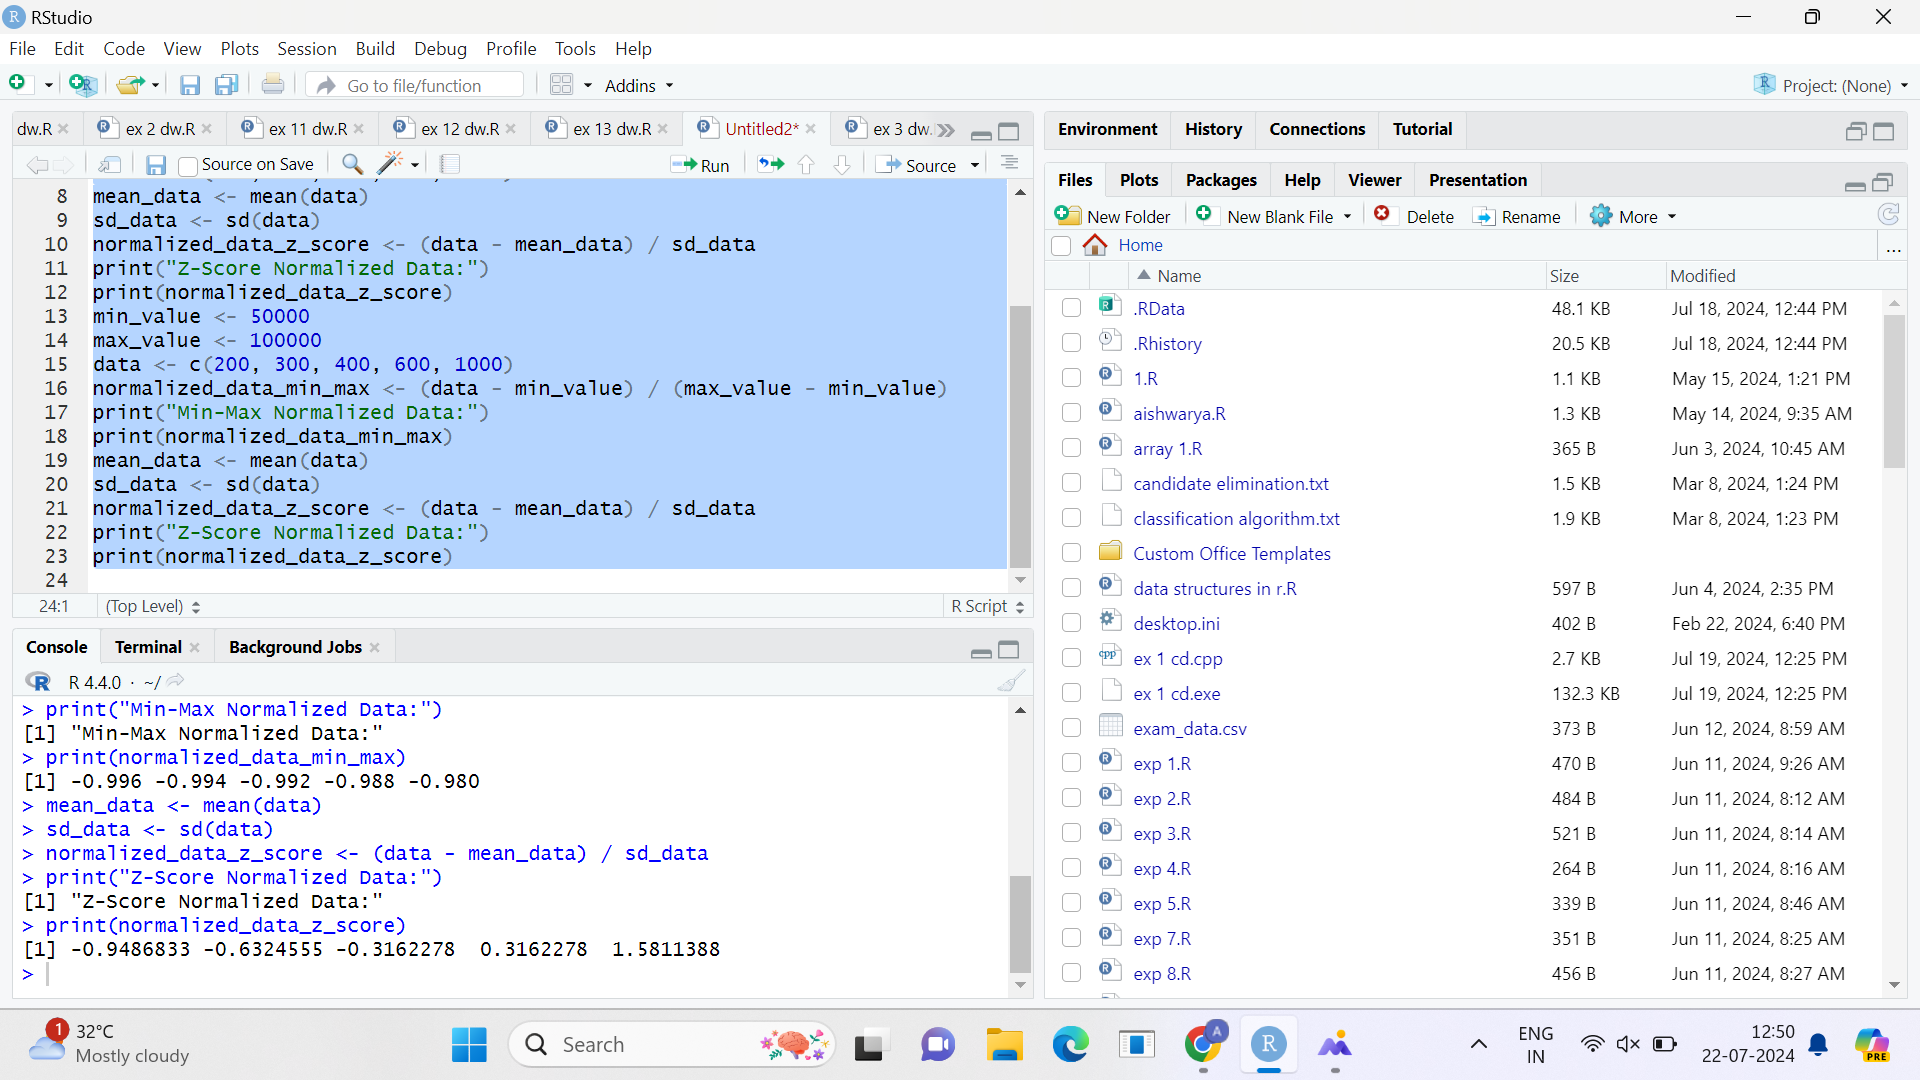 RStudio
File Edit Code View Plots Session Build Debug Profile Tools Help
Go to file/function Addins Project: (None)
dw.R ex 2 dw.R ex 11 dw.R ex 12 dw.R ex 13 dw.R Untitled2* ex 3 dw.
Source on Save Run Source
8 mean_data <- mean(data)
9 sd_data <- sd(data)
10 normalized_data_z_score <- (data - mean_data) / sd_data
11 print("Z-Score Normalized Data:")
12 print(normalized_data_z_score)
13 min_value <- 50000
14 max_value <- 100000
15 data <- c(200, 300, 400, 600, 1000)
16 normalized_data_min_max <- (data - min_value) / (max_value - min_value)
17 print("Min-Max Normalized Data:")
18 print(normalized_data_min_max)
19 mean_data <- mean(data)
20 sd_data <- sd(data)
21 normalized_data_z_score <- (data - mean_data) / sd_data
22 print("Z-Score Normalized Data:")
23 print(normalized_data_z_score)
24
24:1 (Top Level) R Script
Console Terminal Background Jobs
R 4.4.0 · ~/
> print("Min-Max Normalized Data:")
[1] "Min-Max Normalized Data:"
> print(normalized_data_min_max)
[1] -0.996 -0.994 -0.992 -0.988 -0.980
> mean_data <- mean(data)
> sd_data <- sd(data)
> normalized_data_z_score <- (data - mean_data) / sd_data
> print("Z-Score Normalized Data:")
[1] "Z-Score Normalized Data:"
> print(normalized_data_z_score)
[1] -0.9486833 -0.6324555 -0.3162278 0.3162278 1.5811388
>
Environment History Connections Tutorial
Files Plots Packages Help Viewer Presentation
New Folder New Blank File Delete Rename More
Home ...
Name Size Modified
.RData 48.1 KB Jul 18, 2024, 12:44 PM
.Rhistory 20.5 KB Jul 18, 2024, 12:44 PM
1.R 1.1 KB May 15, 2024, 1:21 PM
aishwarya.R 1.3 KB May 14, 2024, 9:35 AM
array 1.R 365 B Jun 3, 2024, 10:45 AM
candidate elimination.txt 1.5 KB Mar 8, 2024, 1:24 PM
classification algorithm.txt 1.9 KB Mar 8, 2024, 1:23 PM
Custom Office Templates
data structures in r.R 597 B Jun 4, 2024, 2:35 PM
desktop.ini 402 B Feb 22, 2024, 6:40 PM
ex 1 cd.cpp 2.7 KB Jul 19, 2024, 12:25 PM
ex 1 cd.exe 132.3 KB Jul 19, 2024, 12:25 PM
exam_data.csv 373 B Jun 12, 2024, 8:59 AM
exp 1.R 470 B Jun 11, 2024, 9:26 AM
exp 2.R 484 B Jun 11, 2024, 8:12 AM
exp 3.R 521 B Jun 11, 2024, 8:14 AM
exp 4.R 264 B Jun 11, 2024, 8:16 AM
exp 5.R 339 B Jun 11, 2024, 8:46 AM
exp 7.R 351 B Jun 11, 2024, 8:25 AM
exp 8.R 456 B Jun 11, 2024, 8:27 AM
1 32°C
Mostly cloudy
Search
ENG
IN
12:50
22-07-2024
PRE